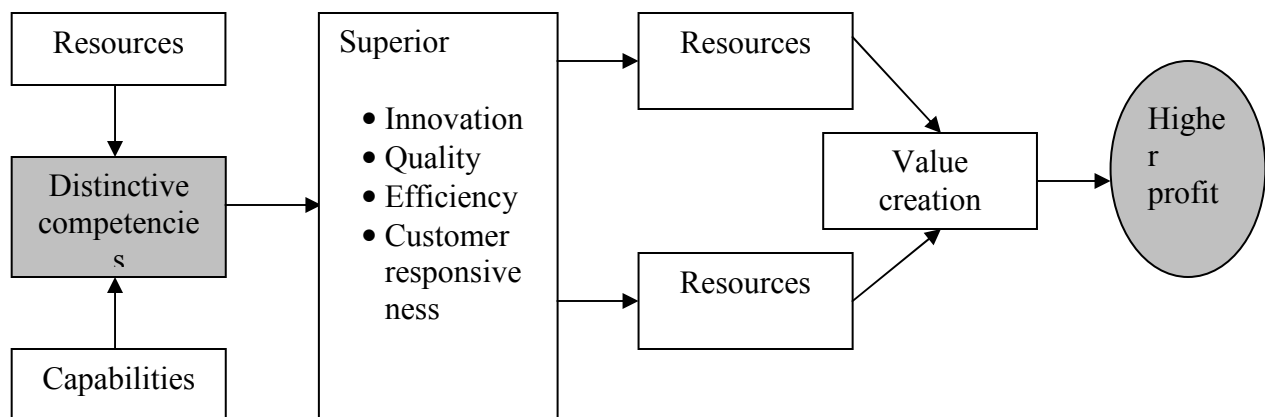 Resources
Distinctive
competencie
s
Capabilities
Superior
• Innovation
• Quality
• Efficiency
• Customer
responsive
ness
Resources
Resources
Value
creation
Highe
r
profit